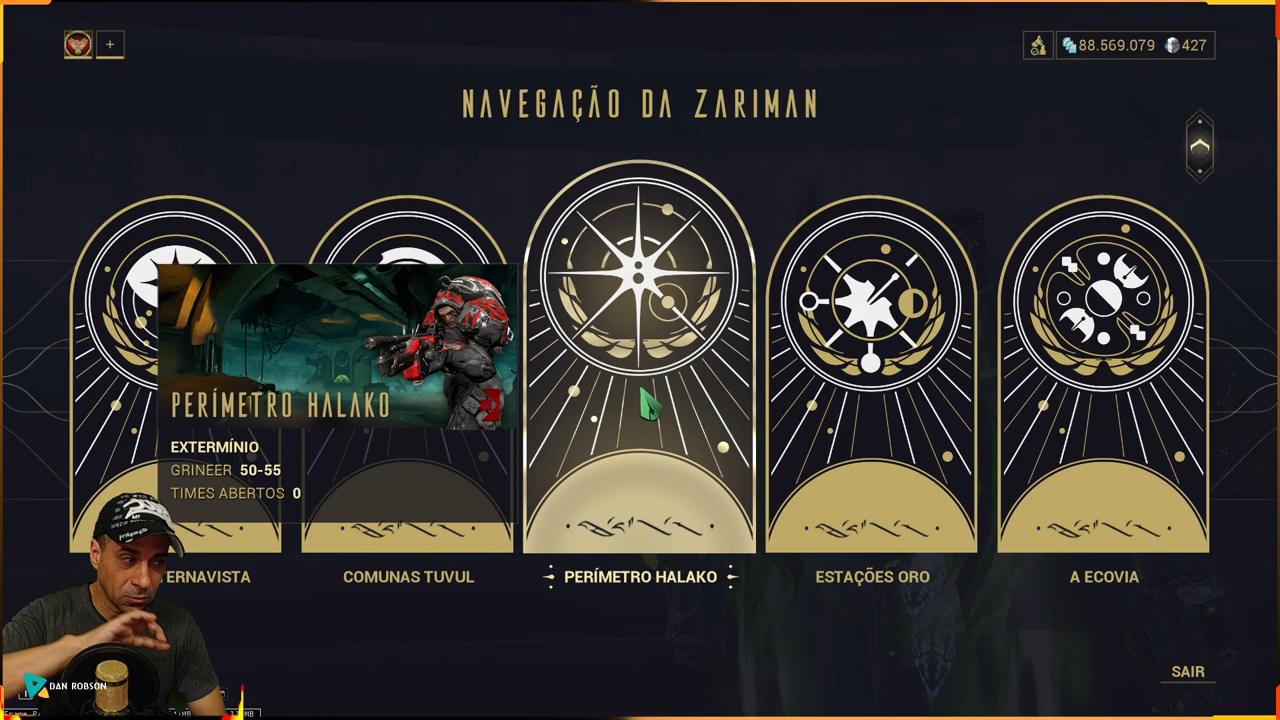 +
88.569.079 427
NAVEGAÇÃO DA ZARIMAN
PERÍMETRO HALAKO
EXTERMÍNIO
GRINEER 50-55
TIMES ABERTOS 0
ERNAVISTA
COMUNAS TUVUL
PERÍMETRO HALAKO
ESTAÇÕES ORO
A ECOVIA
SAIR
DAN ROBSON